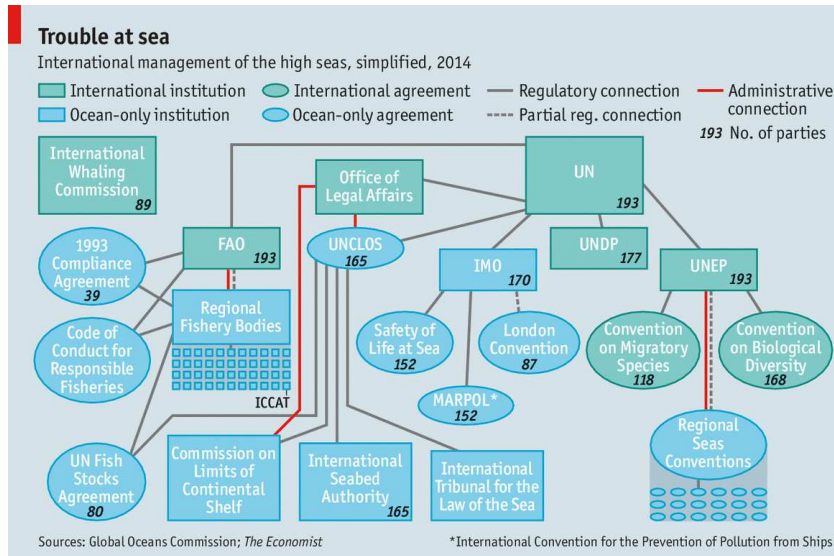 Trouble at sea
International management of the high seas, simplified, 2014
International institution
International agreement
Regulatory connection
Administrative
connection
Ocean-only institution
Ocean-only agreement
Partial reg. connection
193 No. of parties
International
Whaling
Commission
89
Office of
Legal Affairs
UN
193
1993
Compliance
Agreement
39
FAO
193
UNCLOS
165
IMO
170
UNDP
177
UNEP
193
Regional
Fishery Bodies
Code of
Conduct for
Responsible
Fisheries
Safety of
Life at Sea
152
London
Convention
87
Convention
on Migratory
Species
118
Convention
on Biological
Diversity
168
ICCAT
MARPOL*
152
Regional
Seas
Conventions
UN Fish
Stocks
Agreement
80
Commission on
Limits of
Continental
Shelf
International
Seabed
Authority
165
International
Tribunal for the
Law of the Sea
Sources: Global Oceans Commission; The Economist
*International Convention for the Prevention of Pollution from Ships